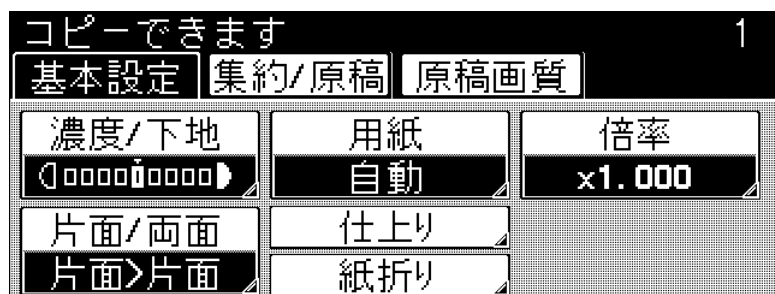 コピーできます 1
基本設定 集約/原稿 原稿画質
濃度/下地 用紙 倍率
自動 x1.000
片面/両面 仕上り
片面>片面 紙折り